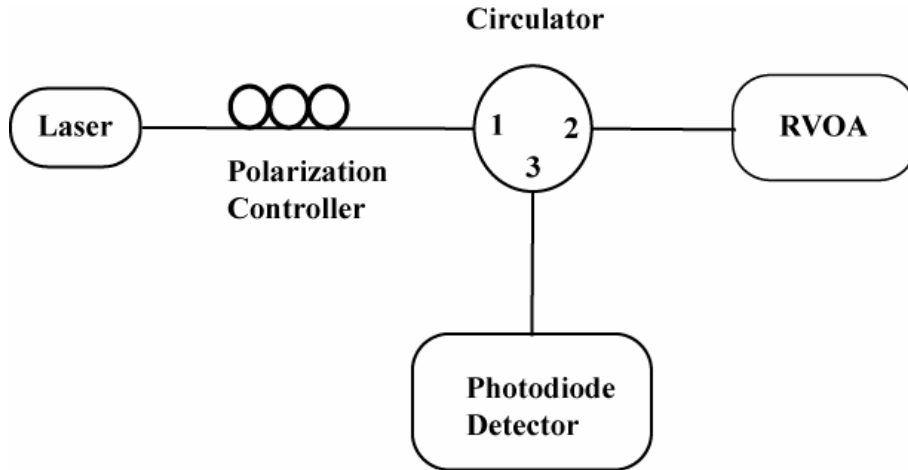 Circulator
Laser
1
2
RVOA
3
Polarization
Controller
Photodiode
Detector